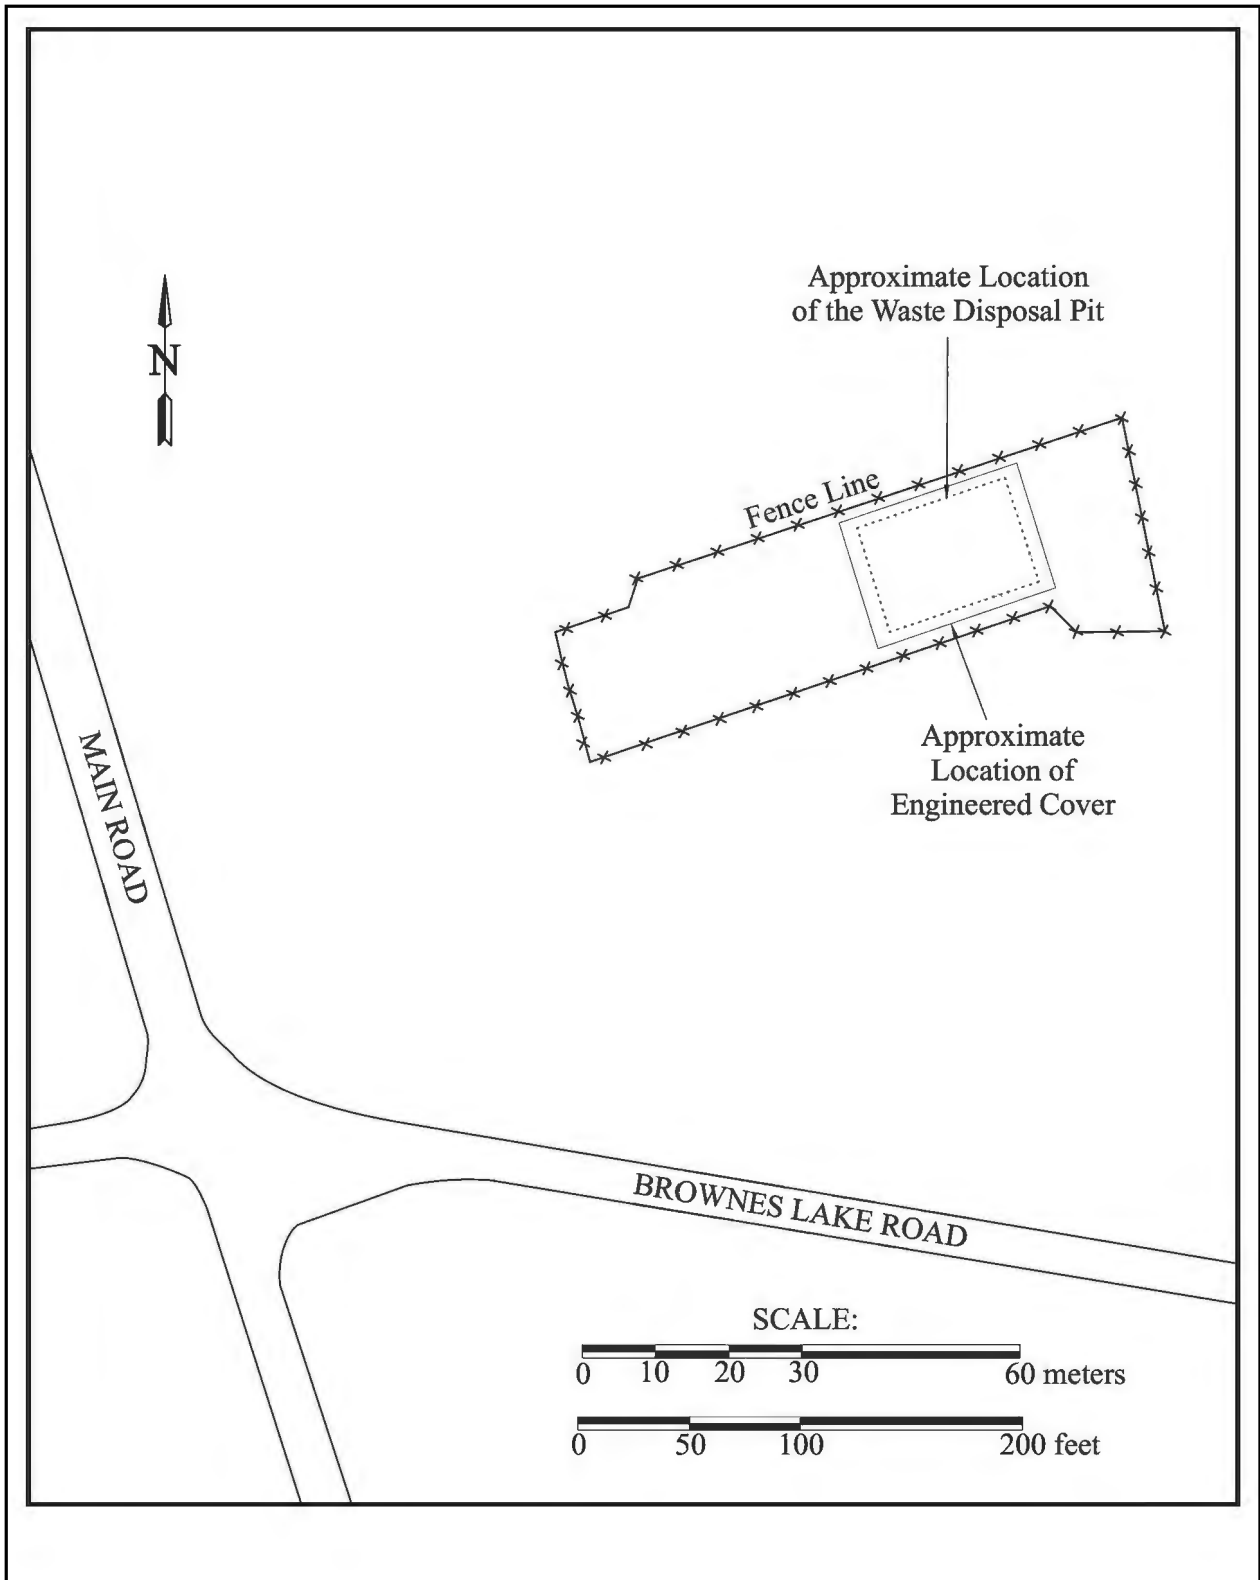 Approximate Location
of the Waste Disposal Pit
N
Fence Line
Approximate
Location of
Engineered Cover
MAIN ROAD
BROWNES LAKE ROAD
SCALE:
0 10 20 30 60 meters
0 50 100 200 feet